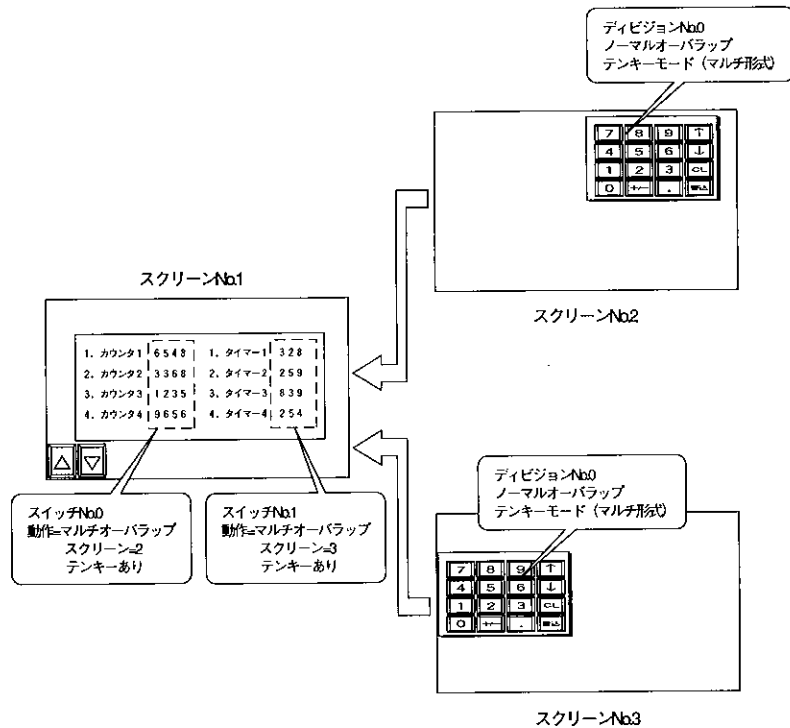 ディビジョンNo.0
ノーマルオーバラップ
テンキーモード（マルチ形式）
7 8 9 ↑
4 5 6 ↓
1 2 3 CL
0 +/− .
スクリーンNo.2
スクリーンNo.1
1. カウンタ1 6548 1. タイマー1 328
2. カウンタ2 3368 2. タイマー2 259
3. カウンタ3 1235 3. タイマー3 839
4. カウンタ4 9656 4. タイマー4 254
△ ▽
スイッチNo.0
動作=マルチオーバラップ
スクリーン=2
テンキーあり
スイッチNo.1
動作=マルチオーバラップ
スクリーン=3
テンキーあり
ディビジョンNo.0
ノーマルオーバラップ
テンキーモード（マルチ形式）
7 8 9 ↑
4 5 6 ↓
1 2 3 CL
0 +/− .
スクリーンNo.3